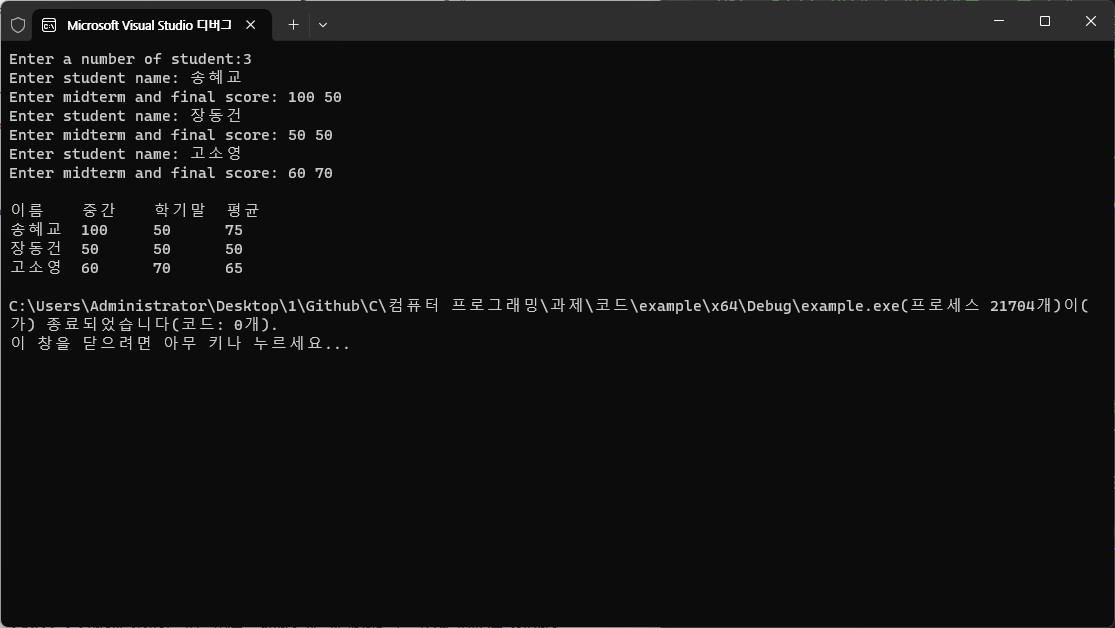 Microsoft Visual Studio 디버그
Enter a number of student:3
Enter student name: 송혜교
Enter midterm and final score: 100 50
Enter student name: 장동건
Enter midterm and final score: 50 50
Enter student name: 고소영
Enter midterm and final score: 60 70
이름 중간 학기말 평균
송혜교 100 50 75
장동건 50 50 50
고소영 60 70 65
C:\Users\Administrator\Desktop\1\Github\C\컴퓨터 프로그래밍\과제\코드\example\x64\Debug\example.exe(프로세스 21704개)이(
가) 종료되었습니다(코드: 0개).
이 창을 닫으려면 아무 키나 누르세요...